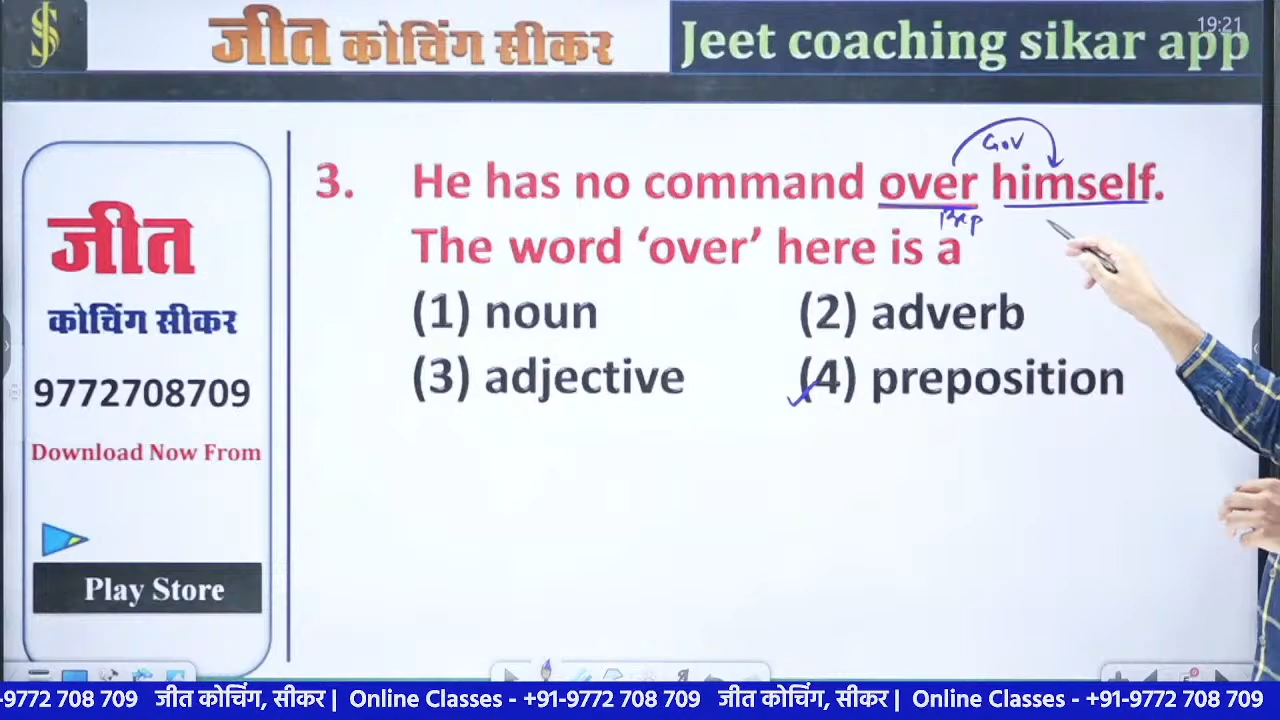 जीत कोचिंग सीकर
Jeet coaching sikar app
19:21
Gov
3. He has no command over himself.
Prep
The word ‘over’ here is a
(1) noun
(2) adverb
(3) adjective
(4) preposition
जीत
कोचिंग सीकर
9772708709
Download Now From
Play Store
-9772 708 709 जीत कोचिंग, सीकर | Online Classes - +91-9772 708 709 जीत कोचिंग, सीकर | Online Classes - +91-9772 708 709